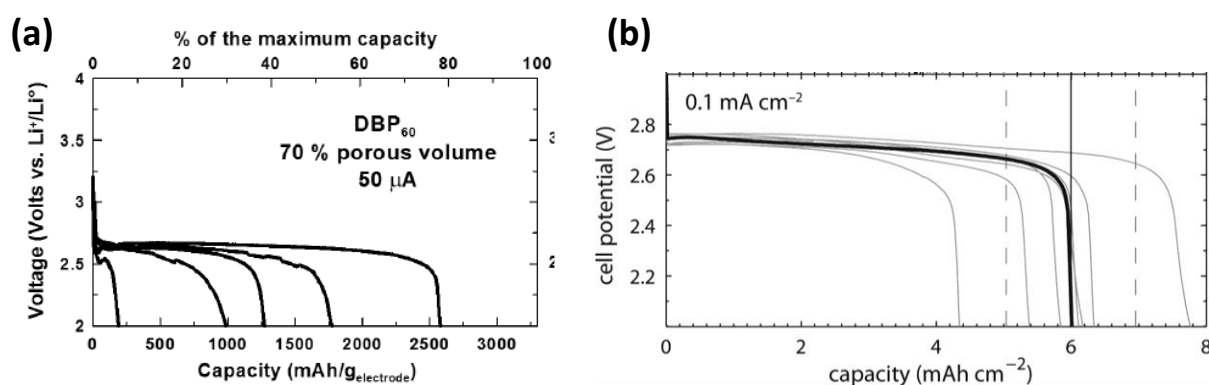 (a)
% of the maximum capacity
0 20 40 60 80 100
4
3.5
3
2.5
2
3
2
Voltage (Volts vs. Li⁺/Li°)
DBP₆₀
70 % porous volume
50 µA
0 500 1000 1500 2000 2500 3000
Capacity (mAh/g_electrode)
(b)
0.1 mA cm⁻²
2.8
2.6
2.4
2.2
cell potential (V)
0 2 4 6 8
capacity (mAh cm⁻²)